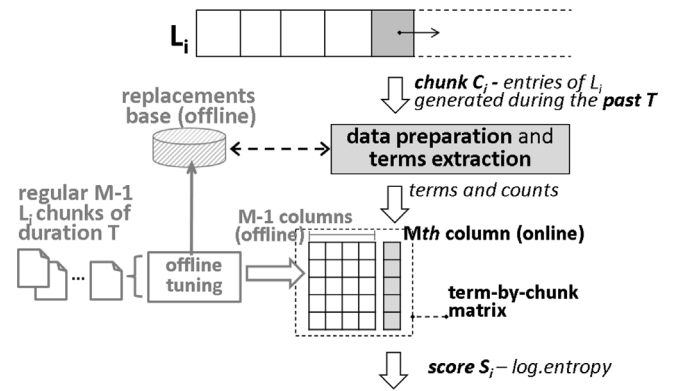 Li
chunk Ci - entries of Li
generated during the past T
replacements
base (offline)
data preparation and
terms extraction
terms and counts
regular M-1
Li chunks of
duration T
M-1 columns
(offline)
Mth column (online)
...
offline
tuning
term-by-chunk
matrix
score Si – log.entropy